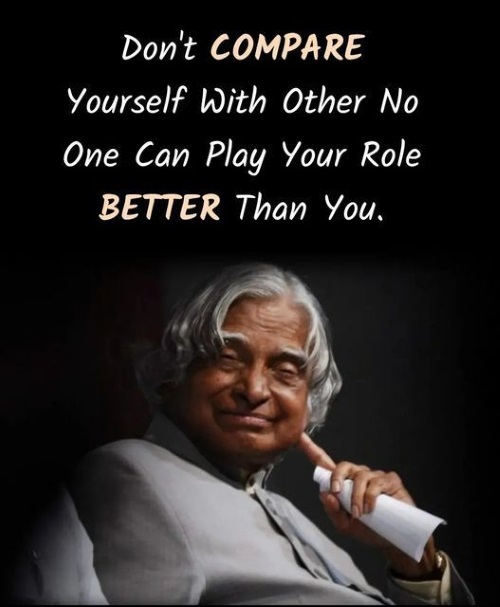 Don't COMPARE
Yourself With Other No
One Can Play Your Role
BETTER Than You.